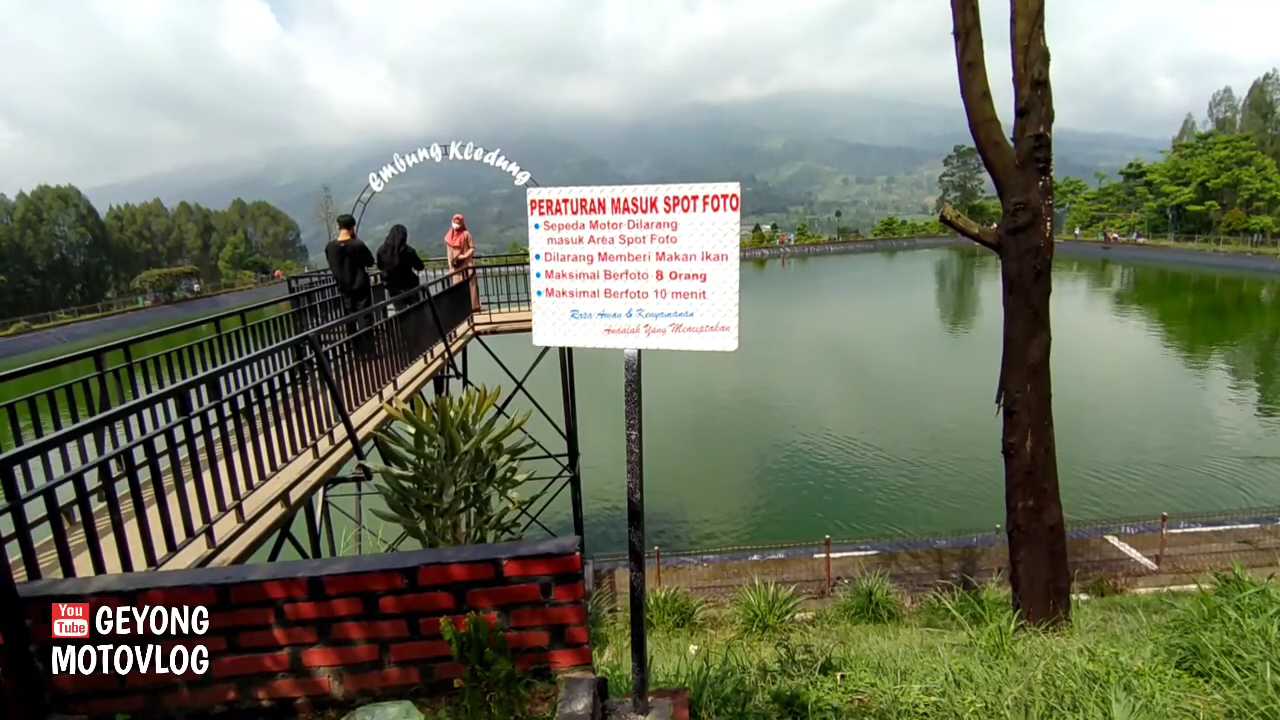 Embung Kledung
PERATURAN MASUK SPOT FOTO
Sepeda Motor Dilarang
masuk Area Spot Foto
Dilarang Memberi Makan Ikan
Maksimal Berfoto 8 Orang
Maksimal Berfoto 10 menit
Rasa Aman & Kenyamanan
Andalah Yang Menciptakan
You
Tube
GEYONG
MOTOVLOG